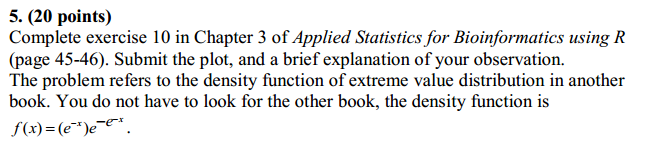 5. (20 points)
Complete exercise 10 in Chapter 3 of Applied Statistics for Bioinformatics using R
(page 45-46). Submit the plot, and a brief explanation of your observation.
The problem refers to the density function of extreme value distribution in another
book. You do not have to look for the other book, the density function is
f(x)=(e⁻ˣ)e^{-e⁻ˣ}.